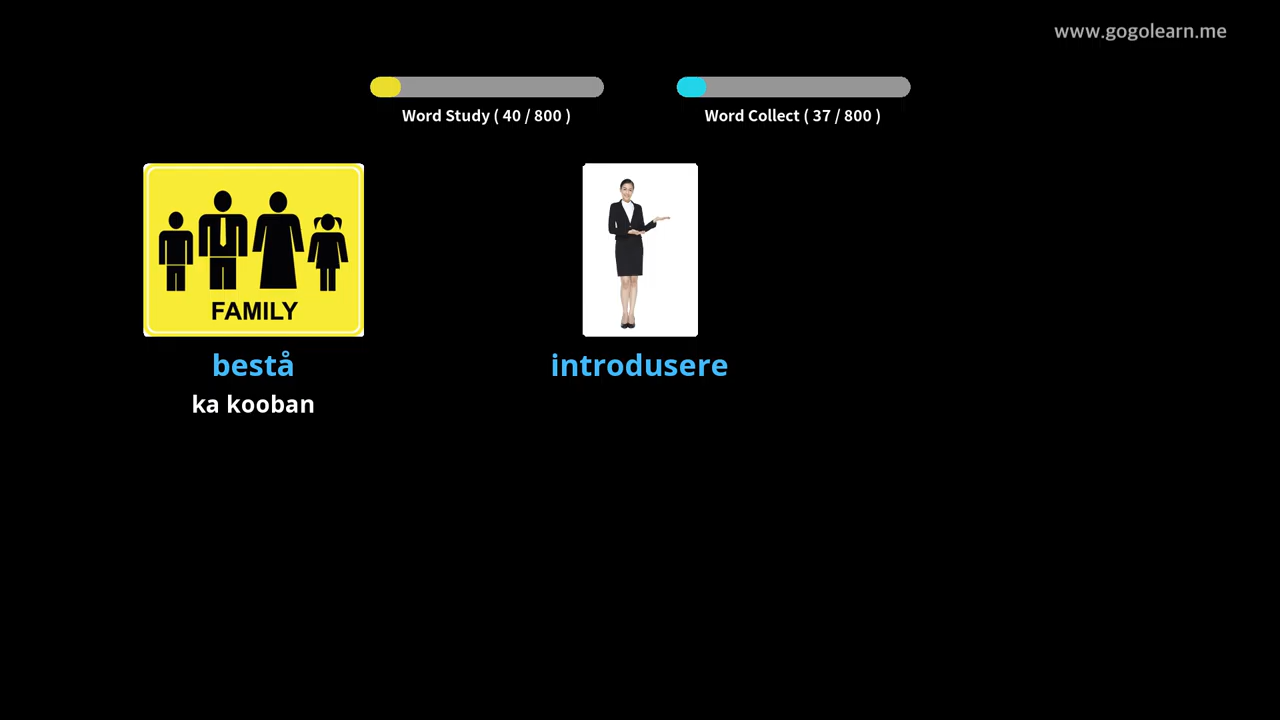 www.gogolearn.me
Word Study ( 40 / 800 )
Word Collect ( 37 / 800 )
FAMILY
bestå
introdusere
ka kooban